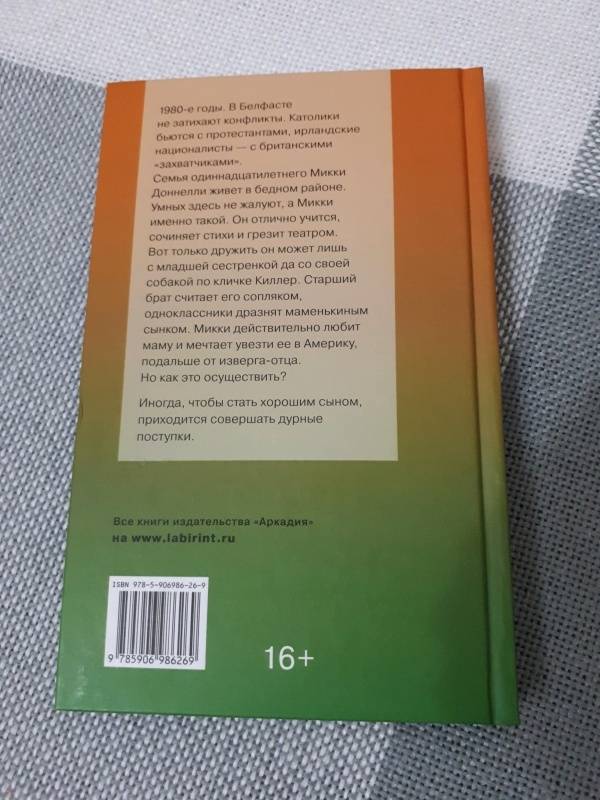 1980-е годы. В Белфасте
не затихают конфликты. Католики
бьются с протестантами, ирландские
националисты — с британскими
«захватчиками».
Семья одиннадцатилетнего Микки
Доннелли живет в бедном районе.
Умных здесь не жалуют, а Микки
именно такой. Он отлично учится,
сочиняет стихи и грезит театром.
Вот только дружить он может лишь
с младшей сестренкой да со своей
собакой по кличке Киллер. Старший
брат считает его сопляком,
одноклассники дразнят маменькиным
сынком. Микки действительно любит
маму и мечтает увезти ее в Америку,
подальше от изверга-отца.
Но как это осуществить?
Иногда, чтобы стать хорошим сыном,
приходится совершать дурные
поступки.
Все книги издательства «Аркадия»
на www.labirint.ru
ISBN 978-5-906986-26-9
9 785906 986269
16+